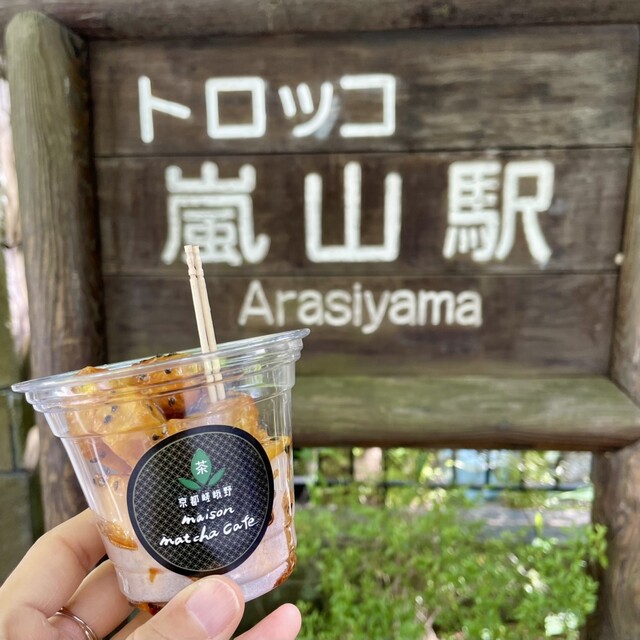 トロッコ
嵐山駅
Arasiyama
茶
京都嵯峨野
maison
matcha Cafe